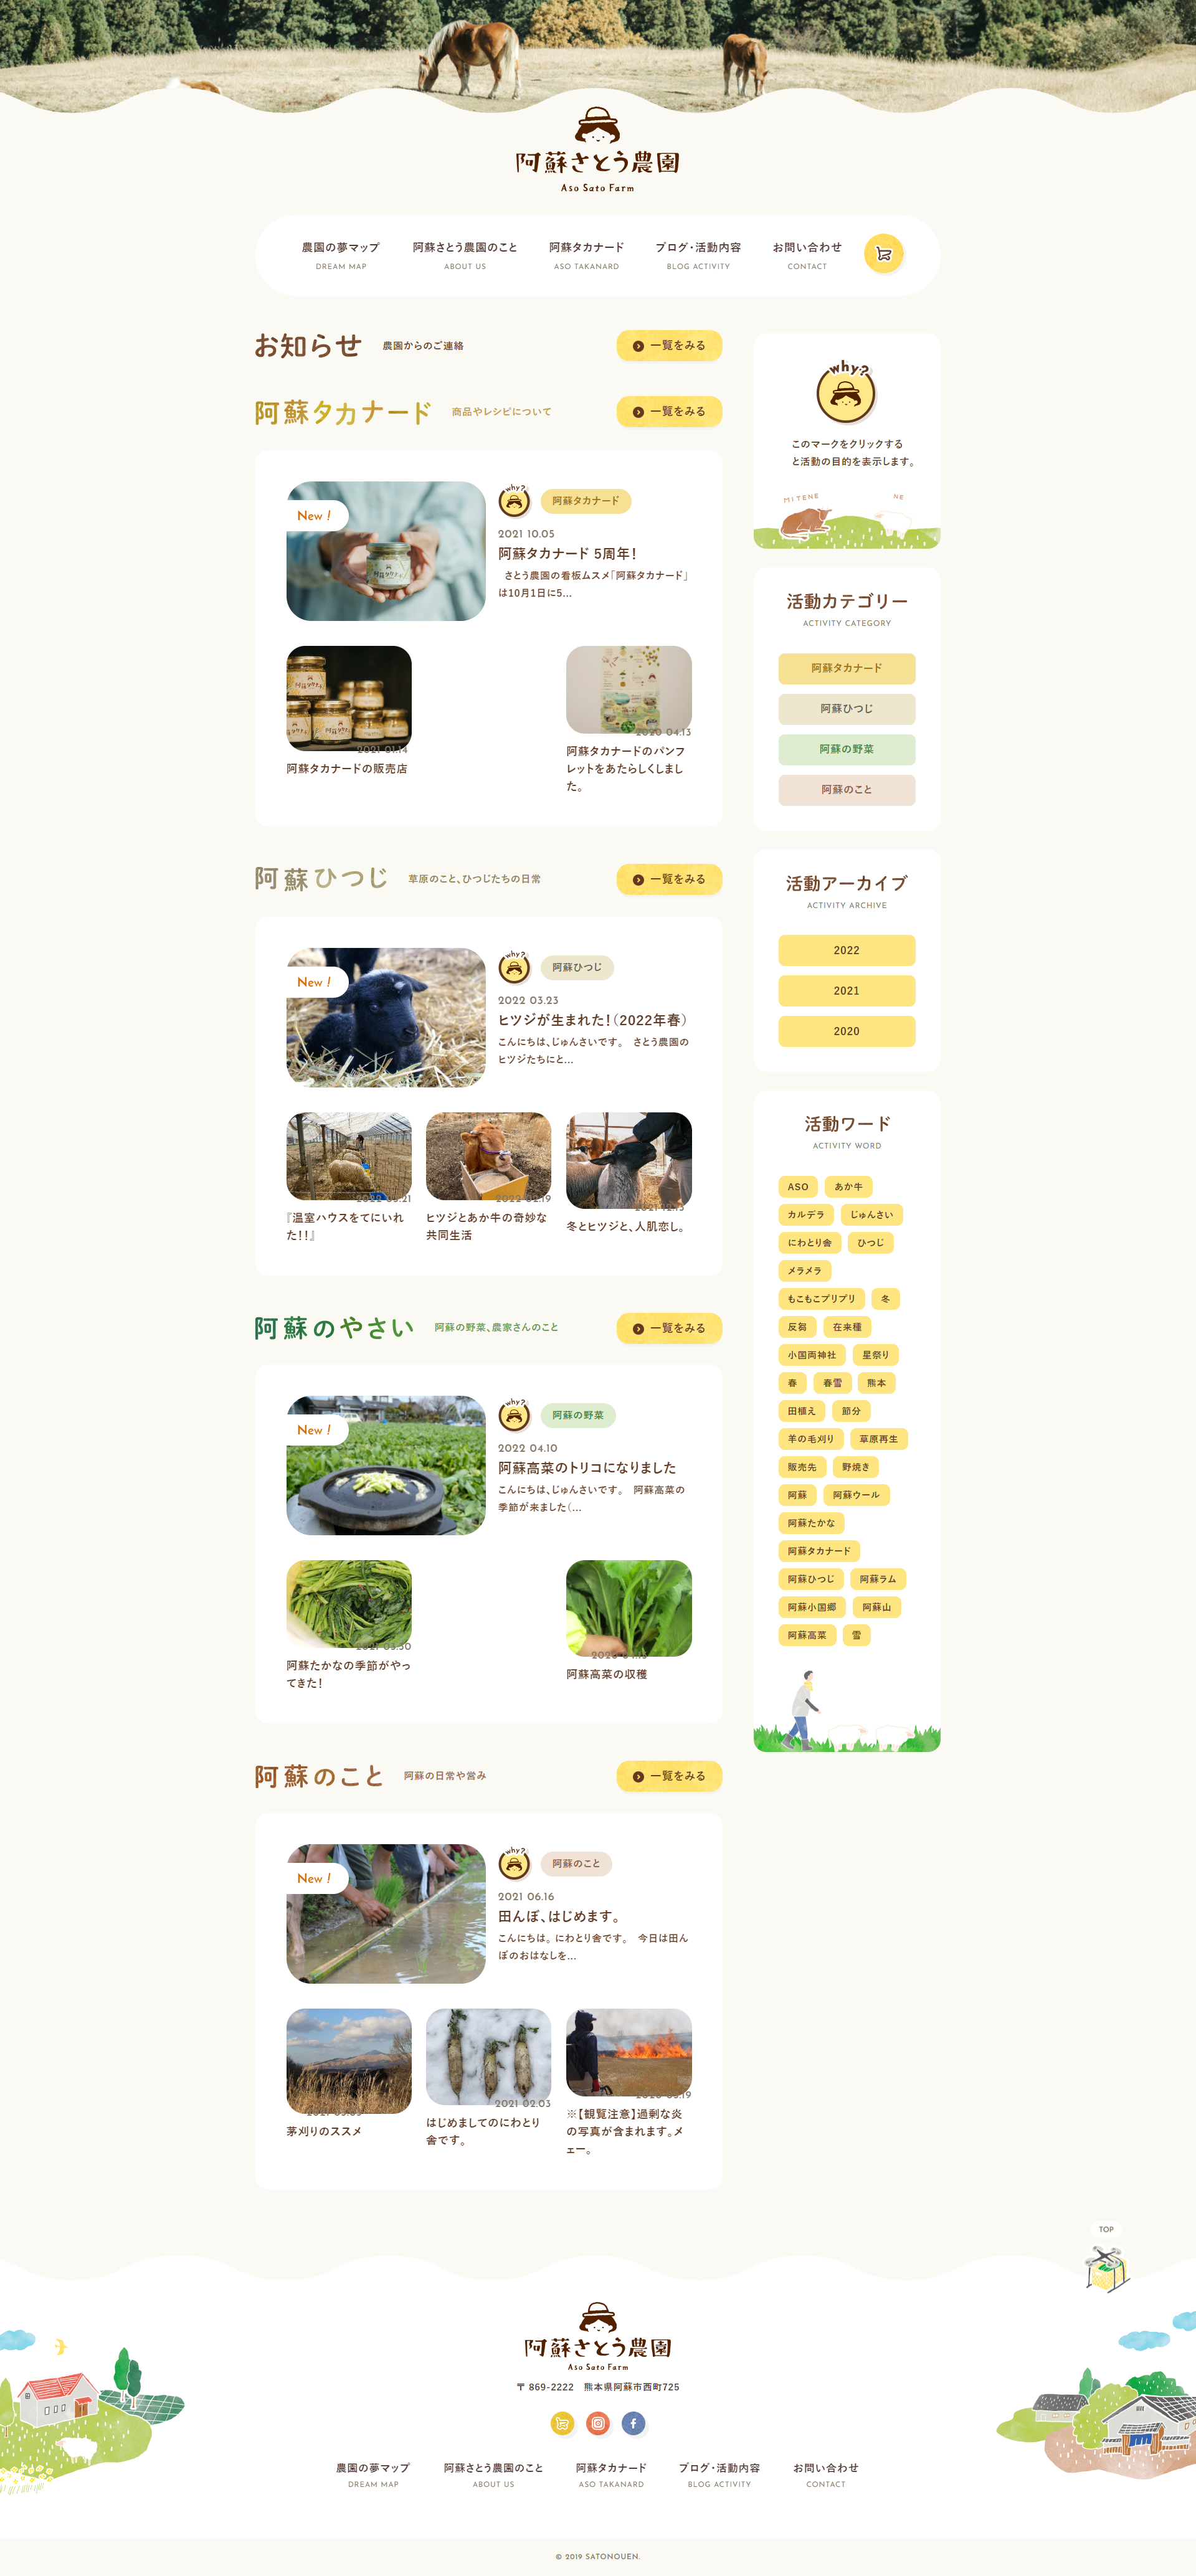 阿蘇さとう農園
Aso Sato Farm
農園の夢マップ
DREAM MAP
阿蘇さとう農園のこと
ABOUT US
阿蘇タカナード
ASO TAKANARD
ブログ・活動内容
BLOG ACTIVITY
お問い合わせ
CONTACT
お知らせ 農園からのご連絡
一覧をみる
阿蘇タカナード 商品やレシピについて
一覧をみる
New !
why?
阿蘇タカナード
2021 10.05
阿蘇タカナード 5周年！
さとう農園の看板ムスメ「阿蘇タカナード」
は10月1日に5...
2021 01.14
阿蘇タカナードの販売店
2020 04.13
阿蘇タカナードのパンフ
レットをあたらしくしまし
た。
阿蘇ひつじ 草原のこと、ひつじたちの日常
一覧をみる
New !
why?
阿蘇ひつじ
2022 03.23
ヒツジが生まれた！（2022年春）
こんにちは、じゅんさいです。 さとう農園の
ヒツジたちにと...
2022 03.21
『温室ハウスをてにいれ
た！！』
2022 02.19
ヒツジとあか牛の奇妙な
共同生活
2021 12.13
冬とヒツジと、人肌恋し。
阿蘇のやさい 阿蘇の野菜、農家さんのこと
一覧をみる
New !
why?
阿蘇の野菜
2022 04.10
阿蘇高菜のトリコになりました
こんにちは、じゅんさいです。 阿蘇高菜の
季節が来ました（...
2021 03.30
阿蘇たかなの季節がやっ
てきた！
阿蘇高菜の収穫
阿蘇のこと 阿蘇の日常や営み
一覧をみる
New !
why?
阿蘇のこと
2021 06.16
田んぼ、はじめます。
こんにちは。にわとり舎です。 今日は田ん
ぼのおはなしを...
茅刈りのススメ
2021 02.03
はじめましてのにわとり
舎です。
※【観覧注意】過剰な炎
の写真が含まれます。メ
ェー。
why?
このマークをクリックする
と活動の目的を表示します。
MITENE
NE
活動カテゴリー
ACTIVITY CATEGORY
阿蘇タカナード
阿蘇ひつじ
阿蘇の野菜
阿蘇のこと
活動アーカイブ
ACTIVITY ARCHIVE
2022
2021
2020
活動ワード
ACTIVITY WORD
ASO あか牛
カルデラ じゅんさい
にわとり舎 ひつじ
メラメラ
もこもこプリプリ 冬
反芻 在来種
小国両神社 星祭り
春 春雪 熊本
田植え 節分
羊の毛刈り 草原再生
販売先 野焼き
阿蘇 阿蘇ウール
阿蘇たかな
阿蘇タカナード
阿蘇ひつじ 阿蘇ラム
阿蘇小国郷 阿蘇山
阿蘇高菜 雪
TOP
阿蘇さとう農園
Aso Sato Farm
〒 869-2222 熊本県阿蘇市西町725
農園の夢マップ
DREAM MAP
阿蘇さとう農園のこと
ABOUT US
阿蘇タカナード
ASO TAKANARD
ブログ・活動内容
BLOG ACTIVITY
お問い合わせ
CONTACT
© 2019 SATONOUEN.